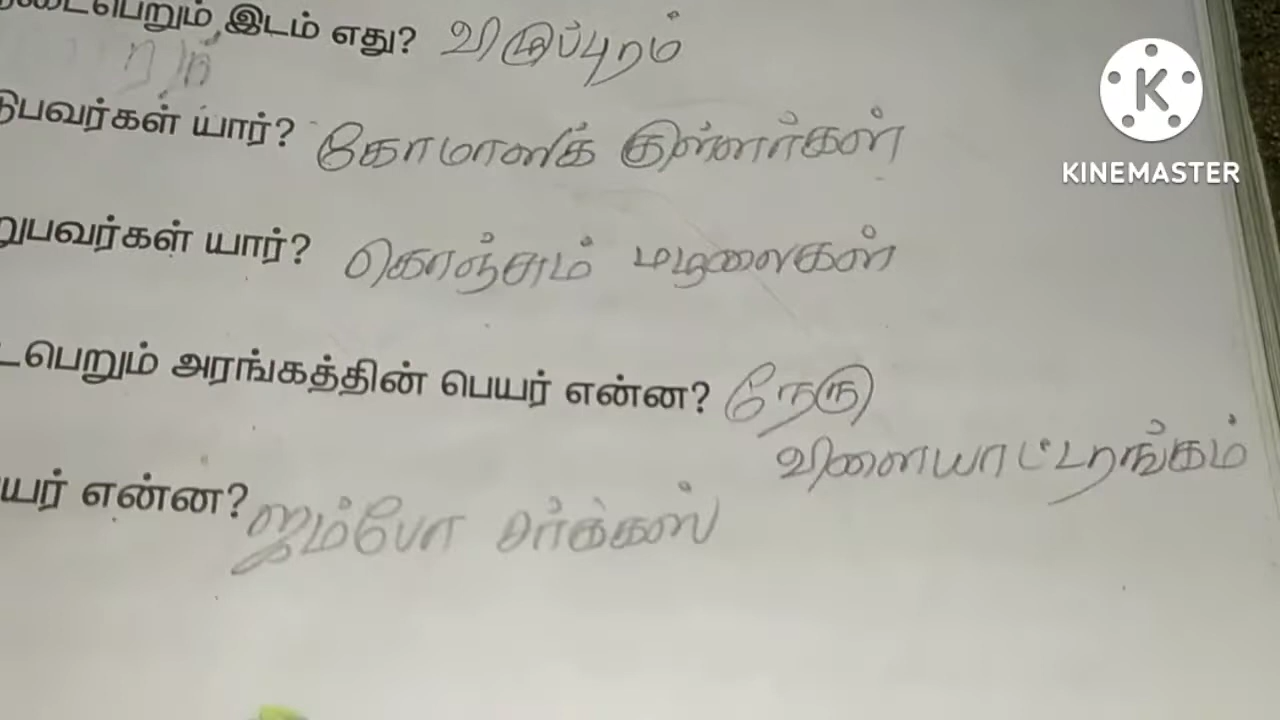 டைபெறும் இடம் எது? விடுப்புரம்
டுபவர்கள் யார்? கோமாளிக் குள்ளர்கள்
றுபவர்கள் யார்? கொஞ்சும் மழலைகள்
டபெறும் அரங்கத்தின் பெயர் என்ன? நேரு
விளையாட்டரங்கம்
யர் என்ன? ஜம்போ சர்க்கஸ்
K
KINEMASTER